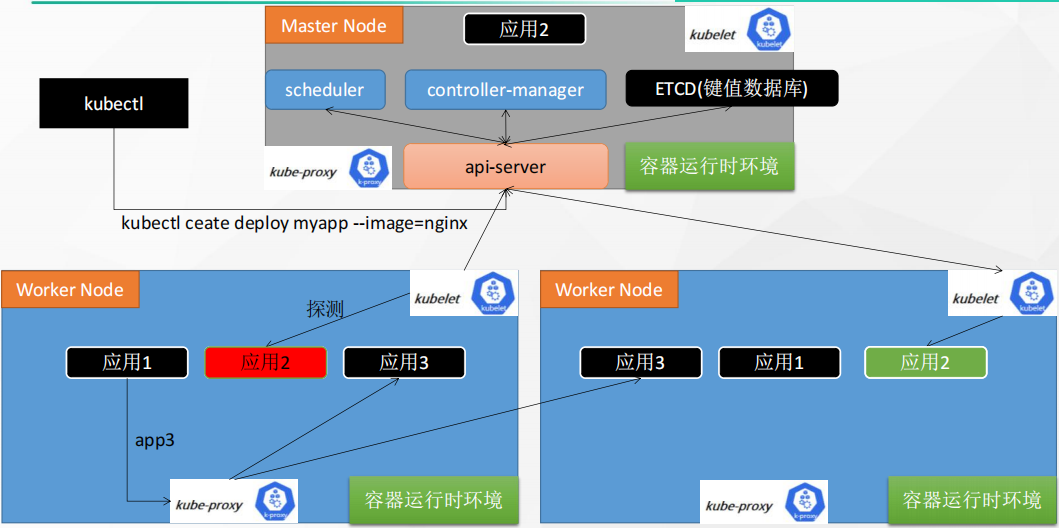 Master Node
应用2
kubelet
kubelet
kubectl
scheduler
controller-manager
ETCD(键值数据库)
kube-proxy
k-proxy
api-server
容器运行时环境
kubectl ceate deploy myapp --image=nginx
Worker Node
kubelet
kubelet
探测
应用1
应用2
应用3
app3
kube-proxy
k-proxy
容器运行时环境
Worker Node
kubelet
kubelet
应用3
应用1
应用2
kube-proxy
k-proxy
容器运行时环境